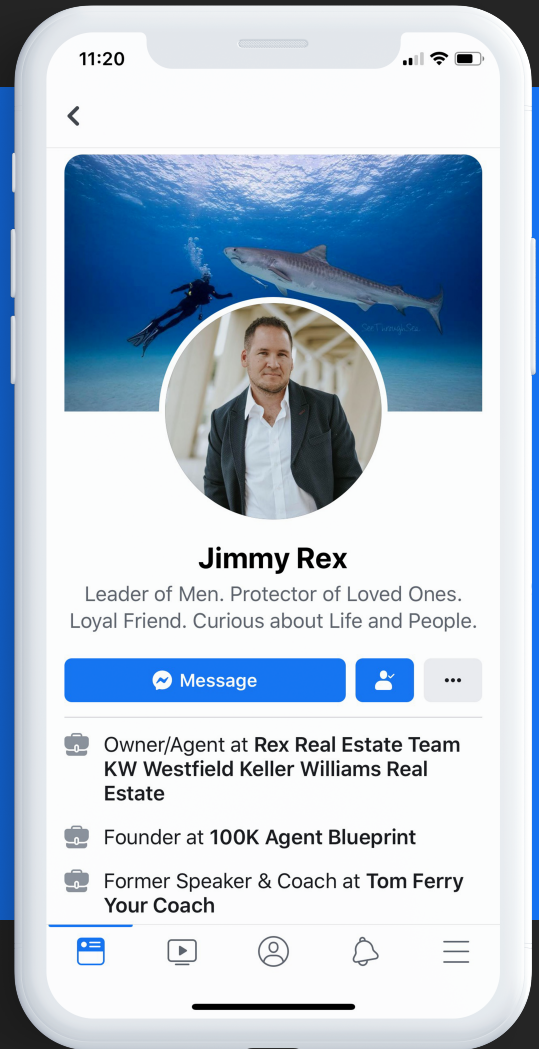 11:20
Jimmy Rex
Leader of Men. Protector of Loved Ones.
Loyal Friend. Curious about Life and People.
Message
Owner/Agent at Rex Real Estate Team
KW Westfield Keller Williams Real
Estate
Founder at 100K Agent Blueprint
Former Speaker & Coach at Tom Ferry
Your Coach